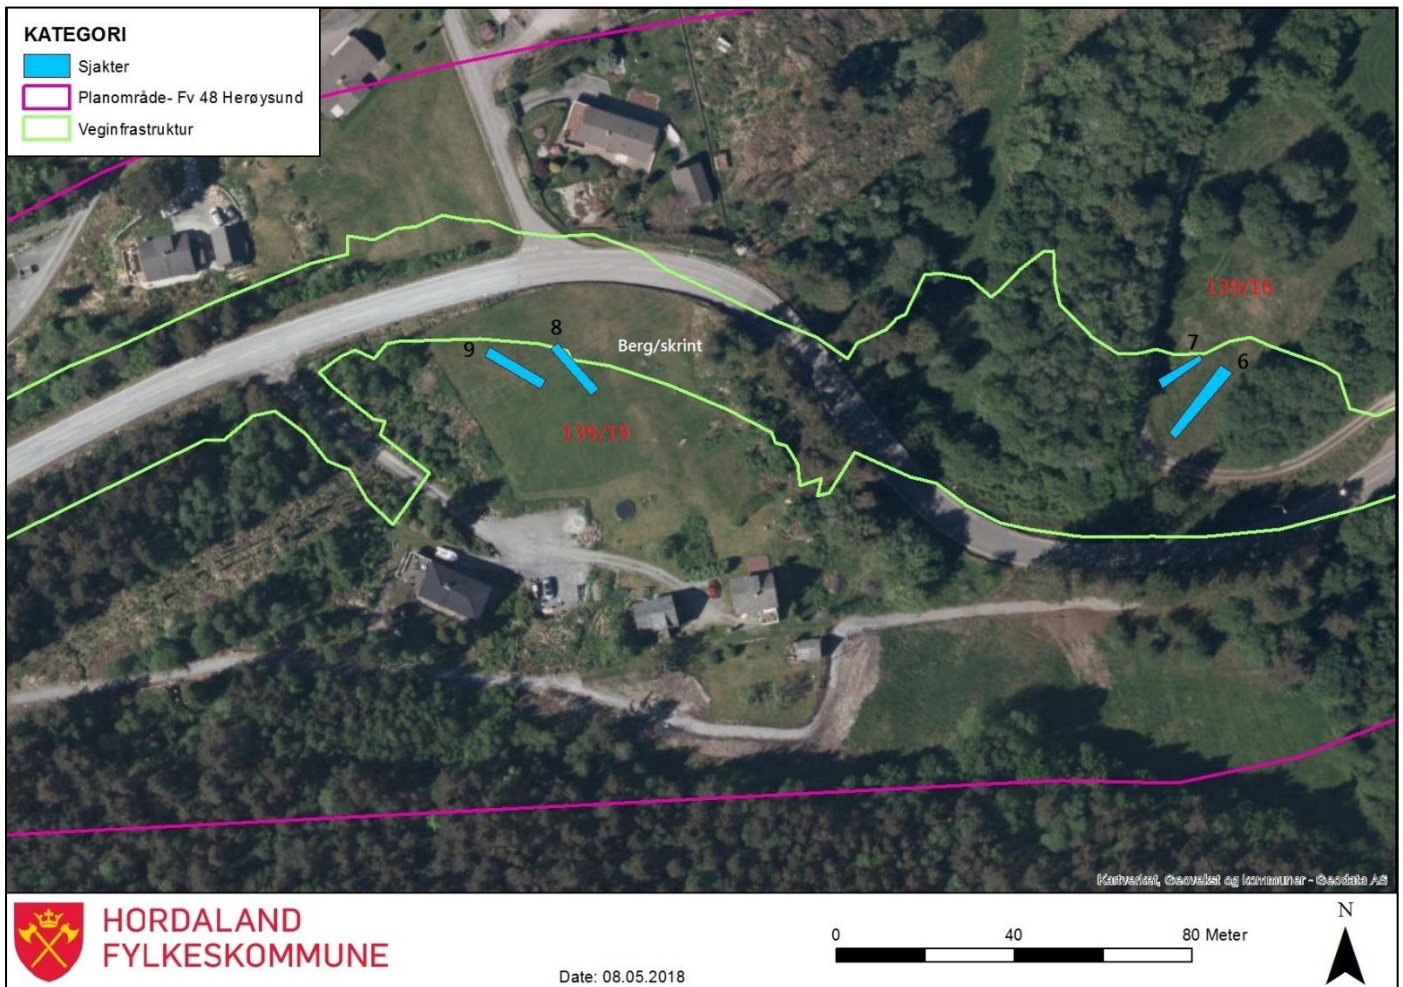 KATEGORI
Sjakter
Planområde- Fv 48 Herøysund
Veginfrastruktur
139/16
8
9
Berg/skrint
7
6
139/19
Kartverket, Geovekst og kommuner - Geodata AS
HORDALAND
FYLKESKOMMUNE
Date: 08.05.2018
0 40 80 Meter
N